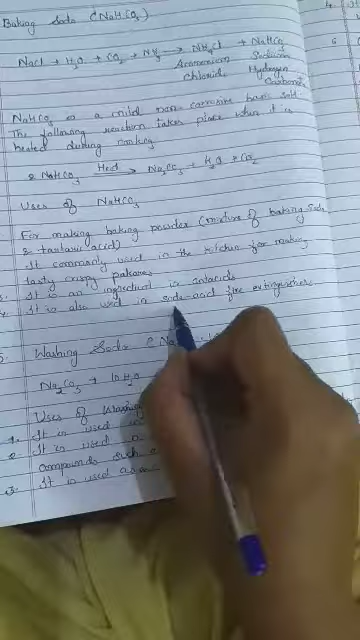 Baking Soda (NaHCO3)
NaCl + H2O + CO2 + NH3 → NH4Cl + NaHCO3
Ammonium Sodium
Chloride Hydrogen
Carbonate
NaHCO3 is a mild non-corrosive basic salt.
The following reaction takes place when it is
heated during cooking
2 NaHCO3 Heat → Na2CO3 + H2O + CO2
Uses of NaHCO3
For making baking powder (mixture of baking soda
& tartaric acid)
It commonly used in the kitchen for making
tasty crispy pakoras
3. It is an ingredient in antacids
It is also used in soda-acid fire extinguishers.
5. Washing Soda
Na2CO3 + 10H2O
Uses of Washing
1. It is used in
2. It is used
compounds such
3. It is used as